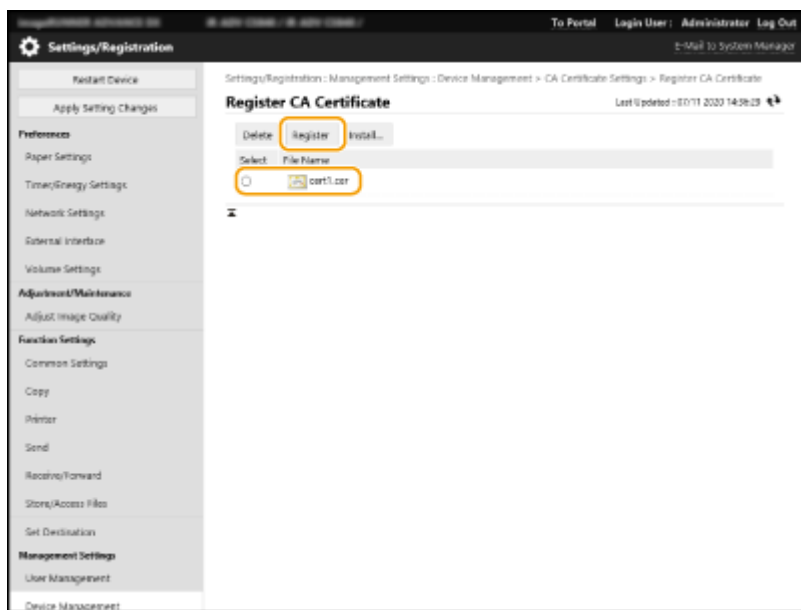 To Portal Login User: Administrator Log Out
Settings/Registration
E-Mail to System Manager
Restart Device
Apply Setting Changes
Preferences
Paper Settings
Timer/Energy Settings
Network Settings
External Interface
Volume Settings
Adjustment/Maintenance
Adjust Image Quality
Function Settings
Common Settings
Copy
Printer
Send
Receive/Forward
Store/Access Files
Set Destination
Management Settings
User Management
Device Management
Settings/Registration : Management Settings : Device Management > CA Certificate Settings > Register CA Certificate
Register CA Certificate
Last Updated : 07/11 2020 14:36:23
Delete Register Install...
Select File Name
cert1.cer